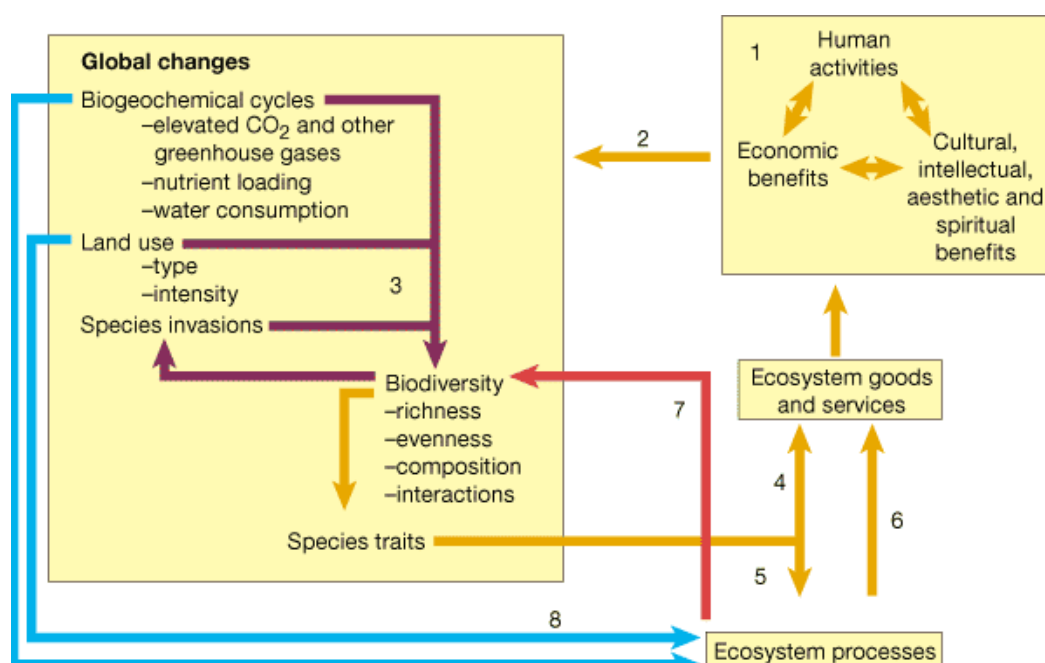 Global changes
Biogeochemical cycles
–elevated CO2 and other
greenhouse gases
–nutrient loading
–water consumption
Land use
–type
–intensity
Species invasions
3
Biodiversity
–richness
–evenness
–composition
–interactions
Species traits
2
1
Human
activities
Economic
benefits
Cultural,
intellectual,
aesthetic and
spiritual
benefits
Ecosystem goods
and services
7
4
6
5
8
Ecosystem processes